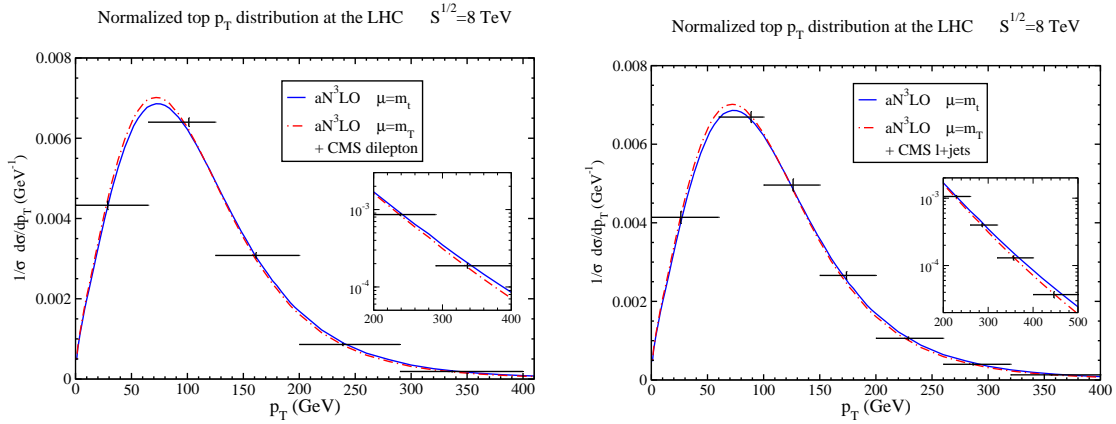 Normalized top p_T distribution at the LHC S^1/2=8 TeV
0.008
0.006
0.004
0.002
0
1/σ dσ/dp_T (GeV^-1)
aN^3LO μ=m_t
aN^3LO μ=m_T
+ CMS dilepton
10^-3
10^-4
200 300 400
0 50 100 150 200 250 300 350 400
p_T (GeV)
Normalized top p_T distribution at the LHC S^1/2=8 TeV
0.008
0.006
0.004
0.002
0
1/σ dσ/dp_T (GeV^-1)
aN^3LO μ=m_t
aN^3LO μ=m_T
+ CMS l+jets
10^-3
10^-4
200 300 400 500
0 50 100 150 200 250 300 350 400
p_T (GeV)